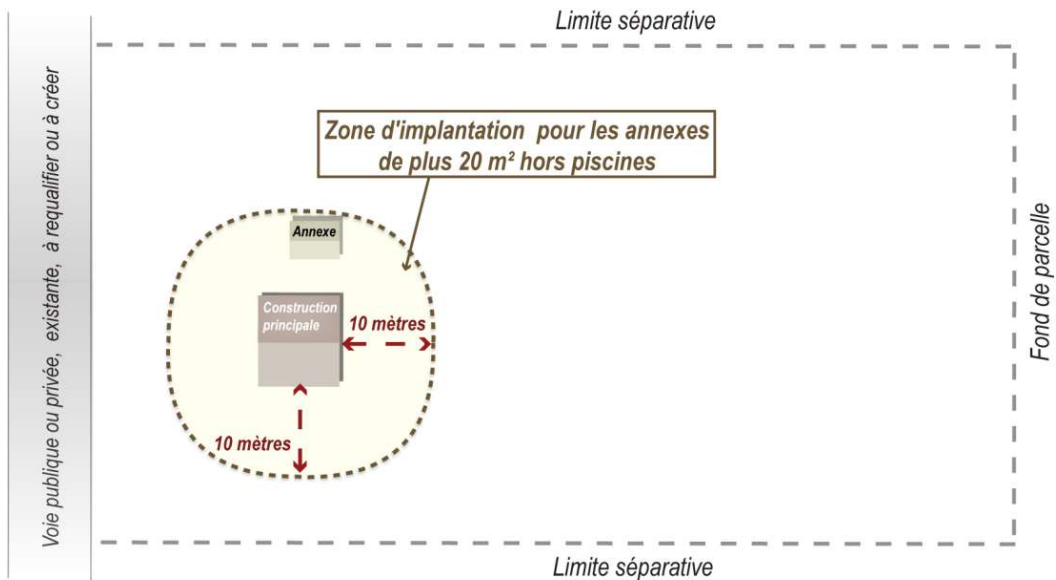 Limite séparative
Voie publique ou privée, existante, à requalifier ou à créer
Zone d'implantation pour les annexes
de plus 20 m² hors piscines
Annexe
Construction
principale
10 mètres
10 mètres
Fond de parcelle
Limite séparative